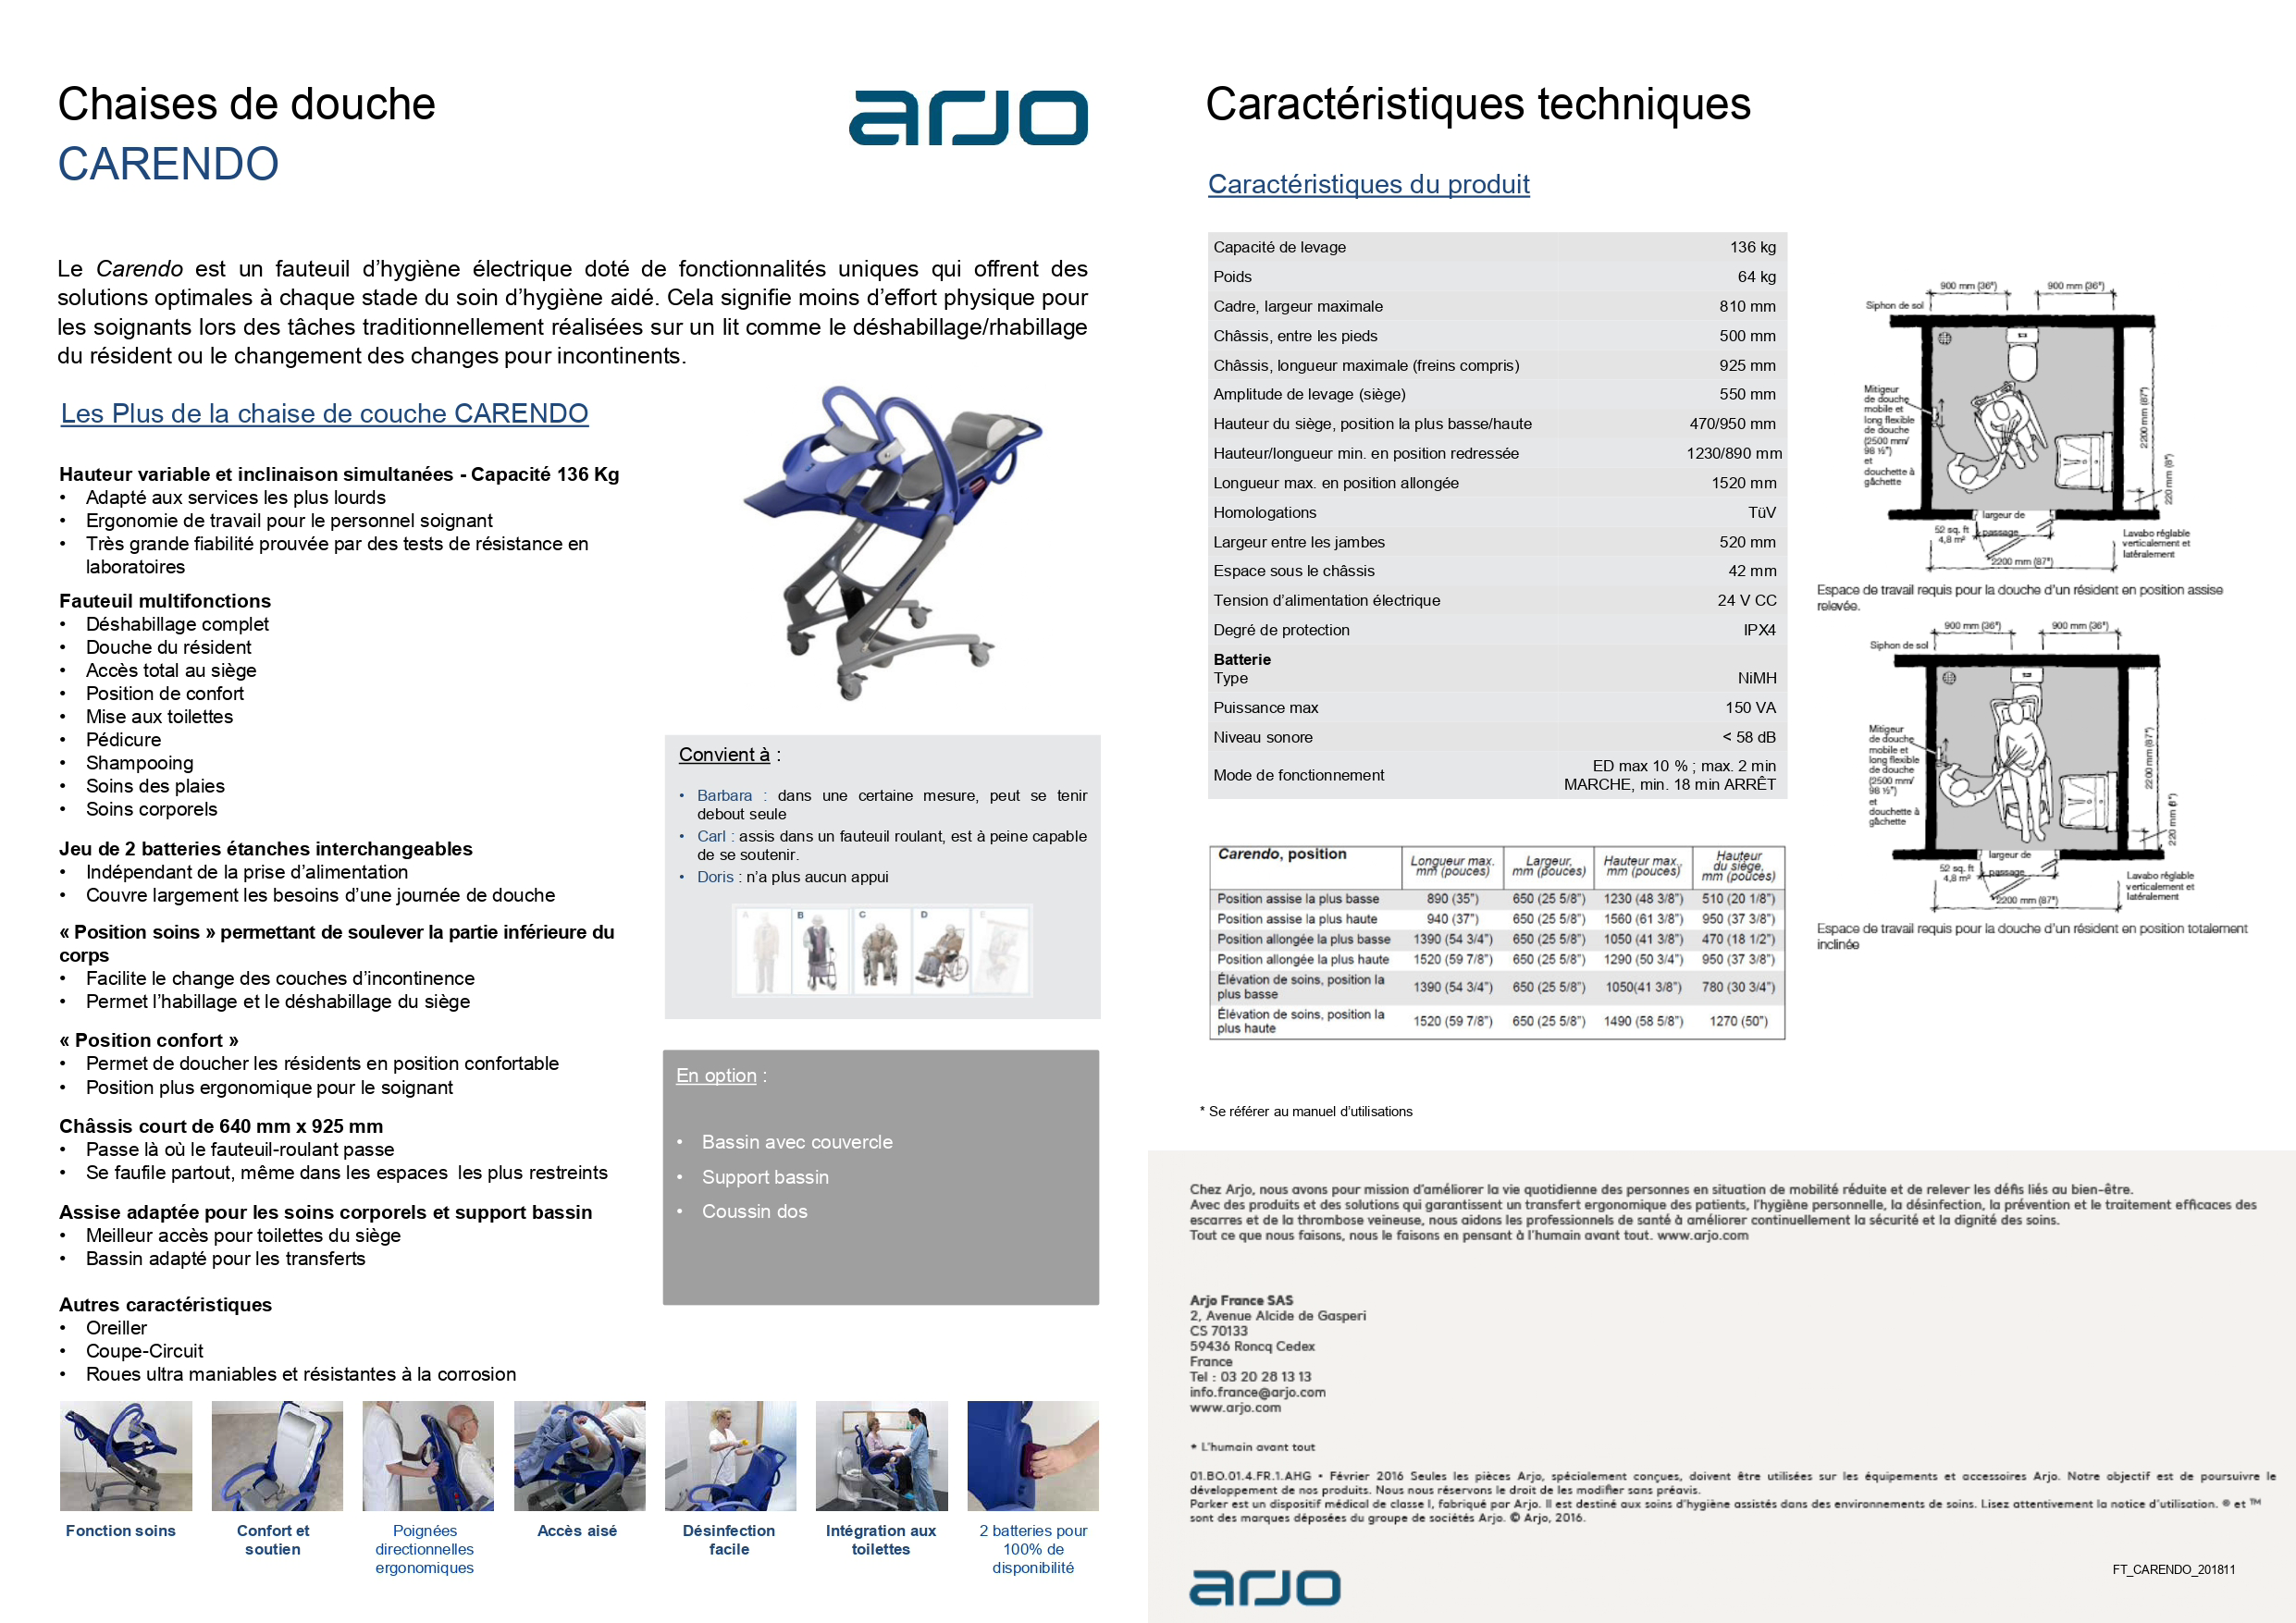 Chaises de douche
CARENDO
arjo
Le Carendo est un fauteuil d’hygiène électrique doté de fonctionnalités uniques qui offrent des
solutions optimales à chaque stade du soin d’hygiène aidé. Cela signifie moins d’effort physique pour
les soignants lors des tâches traditionnellement réalisées sur un lit comme le déshabillage/rhabillage
du résident ou le changement des changes pour incontinents.
Les Plus de la chaise de couche CARENDO
Hauteur variable et inclinaison simultanées - Capacité 136 Kg
• Adapté aux services les plus lourds
• Ergonomie de travail pour le personnel soignant
• Très grande fiabilité prouvée par des tests de résistance en
laboratoires
Fauteuil multifonctions
• Déshabillage complet
• Douche du résident
• Accès total au siège
• Position de confort
• Mise aux toilettes
• Pédicure
• Shampooing
• Soins des plaies
• Soins corporels
Jeu de 2 batteries étanches interchangeables
• Indépendant de la prise d’alimentation
• Couvre largement les besoins d’une journée de douche
« Position soins » permettant de soulever la partie inférieure du
corps
• Facilite le change des couches d’incontinence
• Permet l’habillage et le déshabillage du siège
« Position confort »
• Permet de doucher les résidents en position confortable
• Position plus ergonomique pour le soignant
Châssis court de 640 mm x 925 mm
• Passe là où le fauteuil-roulant passe
• Se faufile partout, même dans les espaces les plus restreints
Assise adaptée pour les soins corporels et support bassin
• Meilleur accès pour toilettes du siège
• Bassin adapté pour les transferts
Autres caractéristiques
• Oreiller
• Coupe-Circuit
• Roues ultra maniables et résistantes à la corrosion
Convient à :
• Barbara : dans une certaine mesure, peut se tenir
debout seule
• Carl : assis dans un fauteuil roulant, est à peine capable
de se soutenir.
• Doris : n’a plus aucun appui
A B C D E
En option :
• Bassin avec couvercle
• Support bassin
• Coussin dos
Fonction soins
Confort et
soutien
Poignées
directionnelles
ergonomiques
Accès aisé
Désinfection
facile
Intégration aux
toilettes
2 batteries pour
100% de
disponibilité
Caractéristiques techniques
Caractéristiques du produit
Capacité de levage 136 kg
Poids 64 kg
Cadre, largeur maximale 810 mm
Châssis, entre les pieds 500 mm
Châssis, longueur maximale (freins compris) 925 mm
Amplitude de levage (siège) 550 mm
Hauteur du siège, position la plus basse/haute 470/950 mm
Hauteur/longueur min. en position redressée 1230/890 mm
Longueur max. en position allongée 1520 mm
Homologations TüV
Largeur entre les jambes 520 mm
Espace sous le châssis 42 mm
Tension d’alimentation électrique 24 V CC
Degré de protection IPX4
Batterie
Type NiMH
Puissance max 150 VA
Niveau sonore < 58 dB
Mode de fonctionnement ED max 10 % ; max. 2 min
MARCHE, min. 18 min ARRÊT
Carendo, position Longueur max. mm (pouces) Largeur, mm (pouces) Hauteur max., mm (pouces) Hauteur du siège, mm (pouces)
Position assise la plus basse 890 (35") 650 (25 5/8") 1230 (48 3/8") 510 (20 1/8")
Position assise la plus haute 940 (37") 650 (25 5/8") 1560 (61 3/8") 950 (37 3/8")
Position allongée la plus basse 1390 (54 3/4") 650 (25 5/8") 1050 (41 3/8") 470 (18 1/2")
Position allongée la plus haute 1520 (59 7/8") 650 (25 5/8") 1290 (50 3/4") 950 (37 3/8")
Élévation de soins, position la
plus basse 1390 (54 3/4") 650 (25 5/8") 1050(41 3/8") 780 (30 3/4")
Élévation de soins, position la
plus haute 1520 (59 7/8") 650 (25 5/8") 1490 (58 5/8") 1270 (50")
900 mm (36") 900 mm (36")
Siphon de sol
Mitigeur
de douche
mobile et
long flexible
de douche
(2500 mm/
98 ½")
et
douchette à
gâchette
2200 mm (87")
220 mm (8")
largeur de
passage
52 sq. ft
4,8 m²
2200 mm (87")
Lavabo réglable
verticalement et
latéralement
Espace de travail requis pour la douche d’un résident en position assise
relevée.
900 mm (36") 900 mm (36")
Siphon de sol
Mitigeur
de douche
mobile et
long flexible
de douche
(2500 mm/
98 ½")
et
douchette à
gâchette
2200 mm (87")
220 mm (8")
largeur de
passage
52 sq. ft
4,8 m²
2200 mm (87")
Lavabo réglable
verticalement et
latéralement
Espace de travail requis pour la douche d’un résident en position totalement
inclinée
* Se référer au manuel d’utilisations
Chez Arjo, nous avons pour mission d’améliorer la vie quotidienne des personnes en situation de mobilité réduite et de relever les défis liés au bien-être.
Avec des produits et des solutions qui garantissent un transfert ergonomique des patients, l’hygiène personnelle, la désinfection, la prévention et le traitement efficaces des
escarres et de la thrombose veineuse, nous aidons les professionnels de santé à améliorer continuellement la sécurité et la dignité des soins.
Tout ce que nous faisons, nous le faisons en pensant à l’humain avant tout. www.arjo.com
Arjo France SAS
2, Avenue Alcide de Gasperi
CS 70133
59436 Roncq Cedex
France
Tel : 03 20 28 13 13
info.france@arjo.com
www.arjo.com
* L’humain avant tout
01.BO.01.4.FR.1.AHG • Février 2016 Seules les pièces Arjo, spécialement conçues, doivent être utilisées sur les équipements et accessoires Arjo. Notre objectif est de poursuivre le
développement de nos produits. Nous nous réservons le droit de les modifier sans préavis.
Parker est un dispositif médical de classe I, fabriqué par Arjo. Il est destiné aux soins d’hygiène assistés dans des environnements de soins. Lisez attentivement la notice d’utilisation. ® et ™
sont des marques déposées du groupe de sociétés Arjo. © Arjo, 2016.
arjo
FT_CARENDO_201811